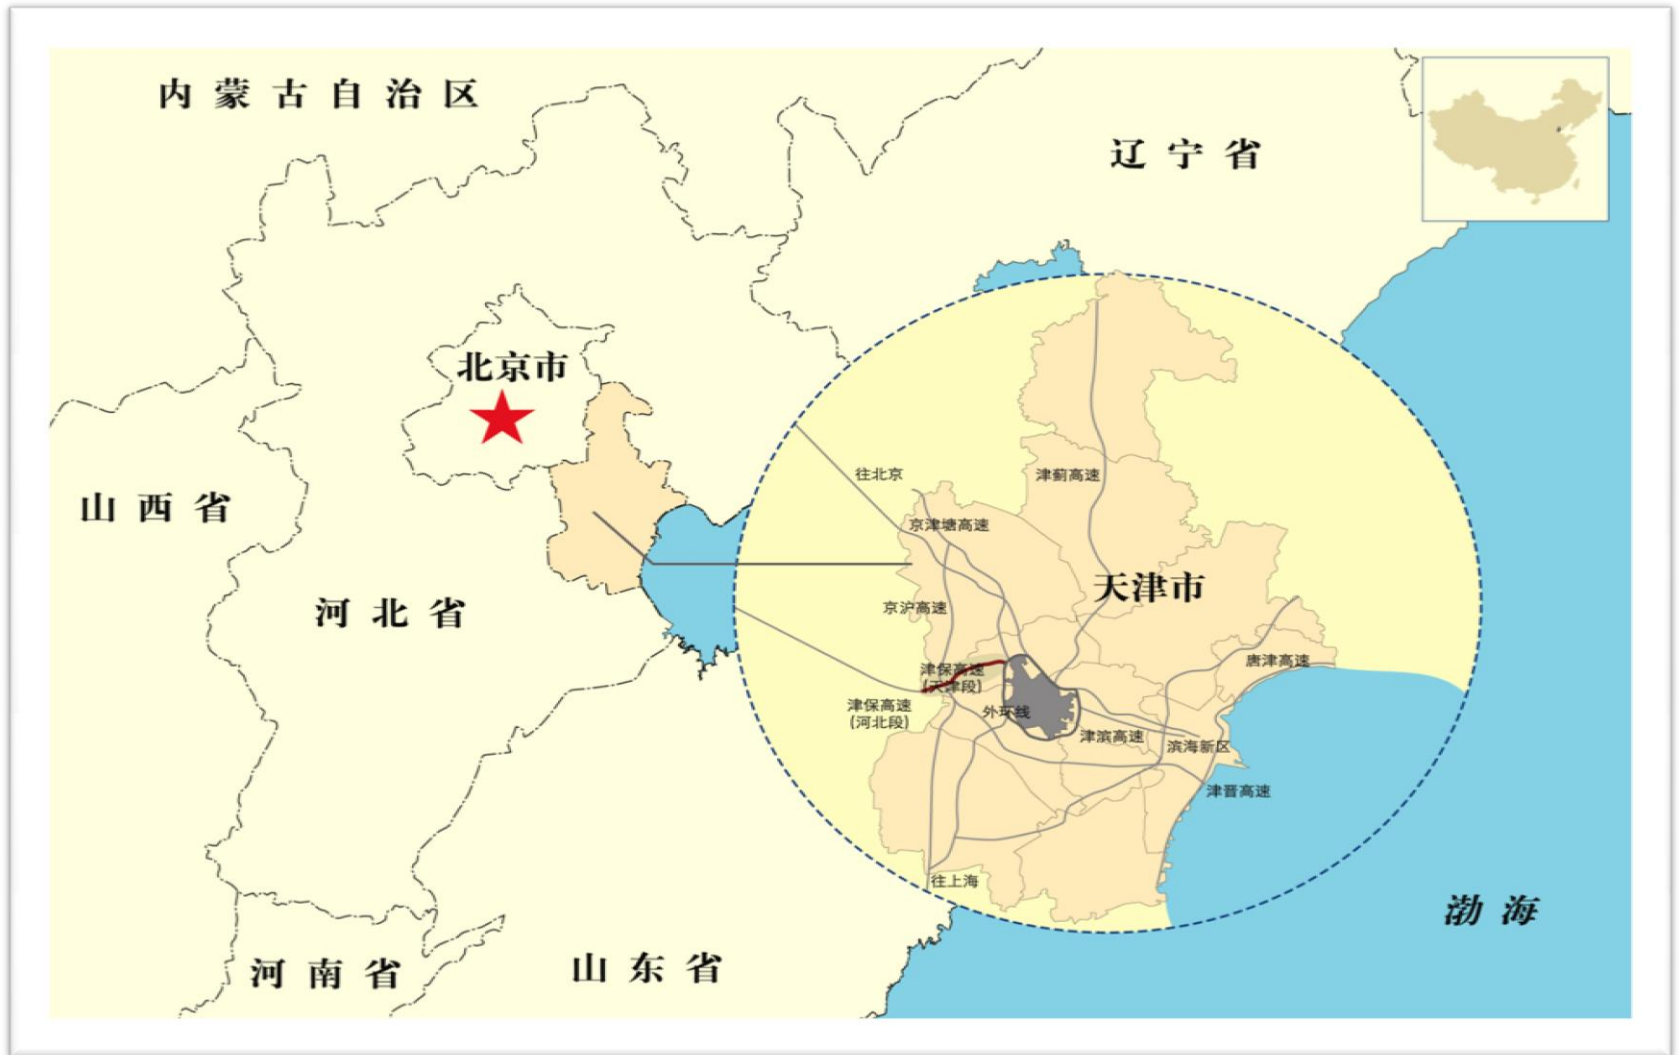 内蒙古自治区
辽宁省
北京市
往北京
津蓟高速
山西省
京津塘高速
天津市
河北省
京沪高速
唐津高速
津保高速
(天津段)
津保高速
(河北段)
外环线
津滨高速
滨海新区
津晋高速
往上海
渤海
河南省
山东省